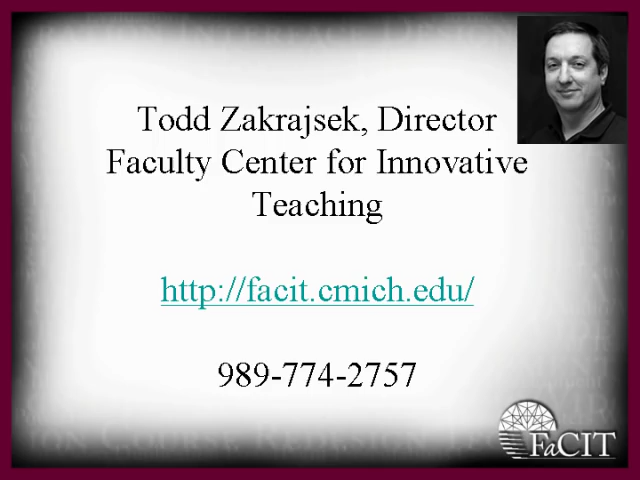 Todd Zakrajsek, Director
Faculty Center for Innovative
Teaching
http://facit.cmich.edu/
989-774-2757
FaCIT